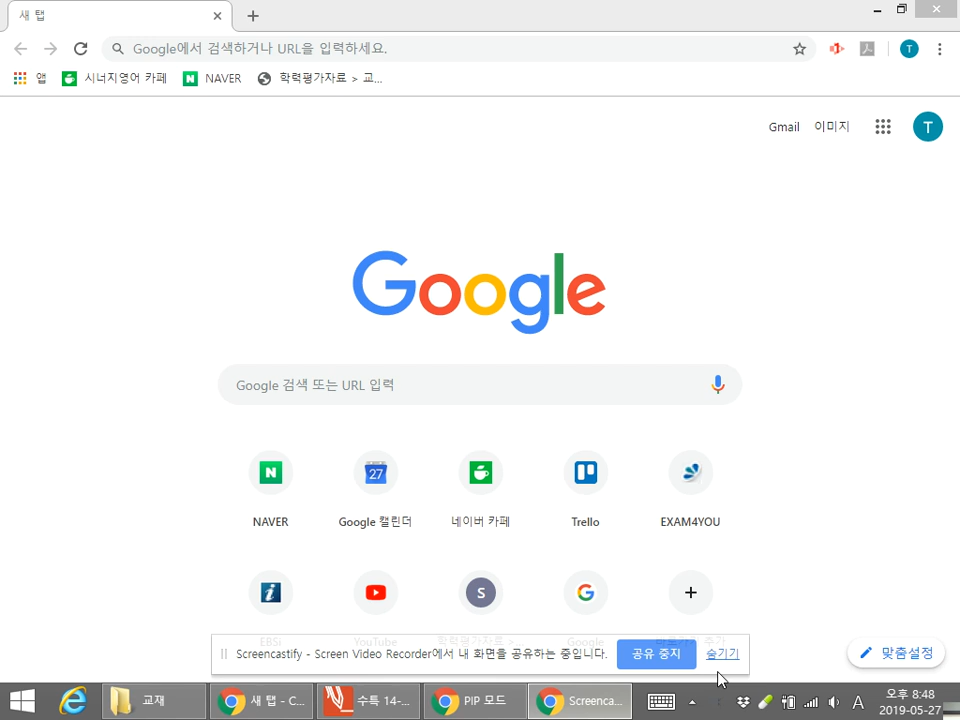 새 탭
Google에서 검색하거나 URL을 입력하세요.
T
앱
시너지영어 카페
N
NAVER
학력평가자료 > 교...
Gmail
이미지
T
Google
Google 검색 또는 URL 입력
N
27
NAVER
Google 캘린더
네이버 카페
Trello
EXAM4YOU
i
S
G
EBSi
YouTube
학력평가자료 >
Google
바로가기 추가
Screencastify - Screen Video Recorder에서 내 화면을 공유하는 중입니다.
공유 중지
숨기기
맞춤설정
교재
새 탭 - C...
수특 14-...
PIP 모드
Screenca...
A
오후 8:48
2019-05-27